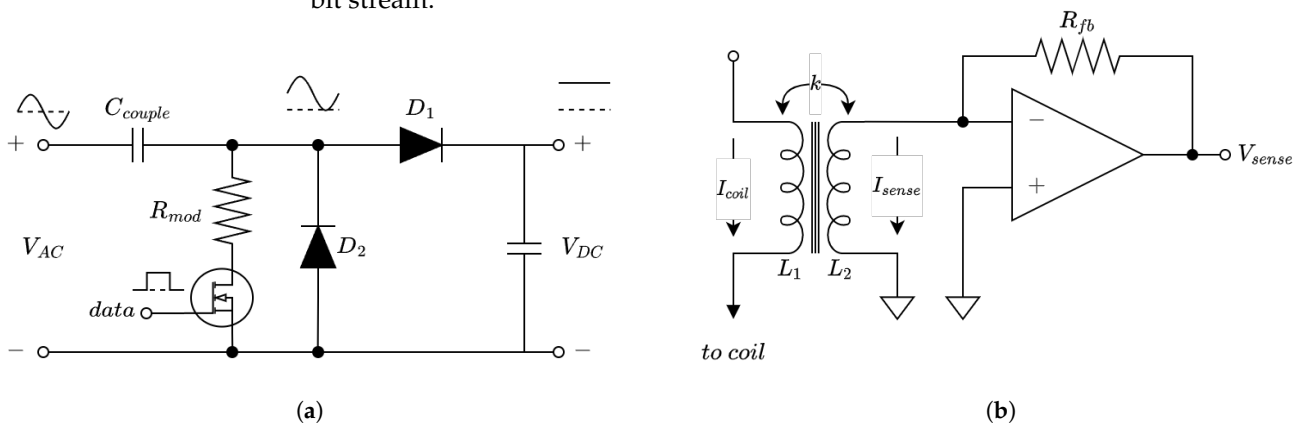 bit stream.
C_couple
D_1
+
+
R_mod
V_AC
D_2
V_DC
data
−
−
(a)
R_fb
k
−
+
V_sense
I_coil
I_sense
L_1
L_2
to coil
(b)